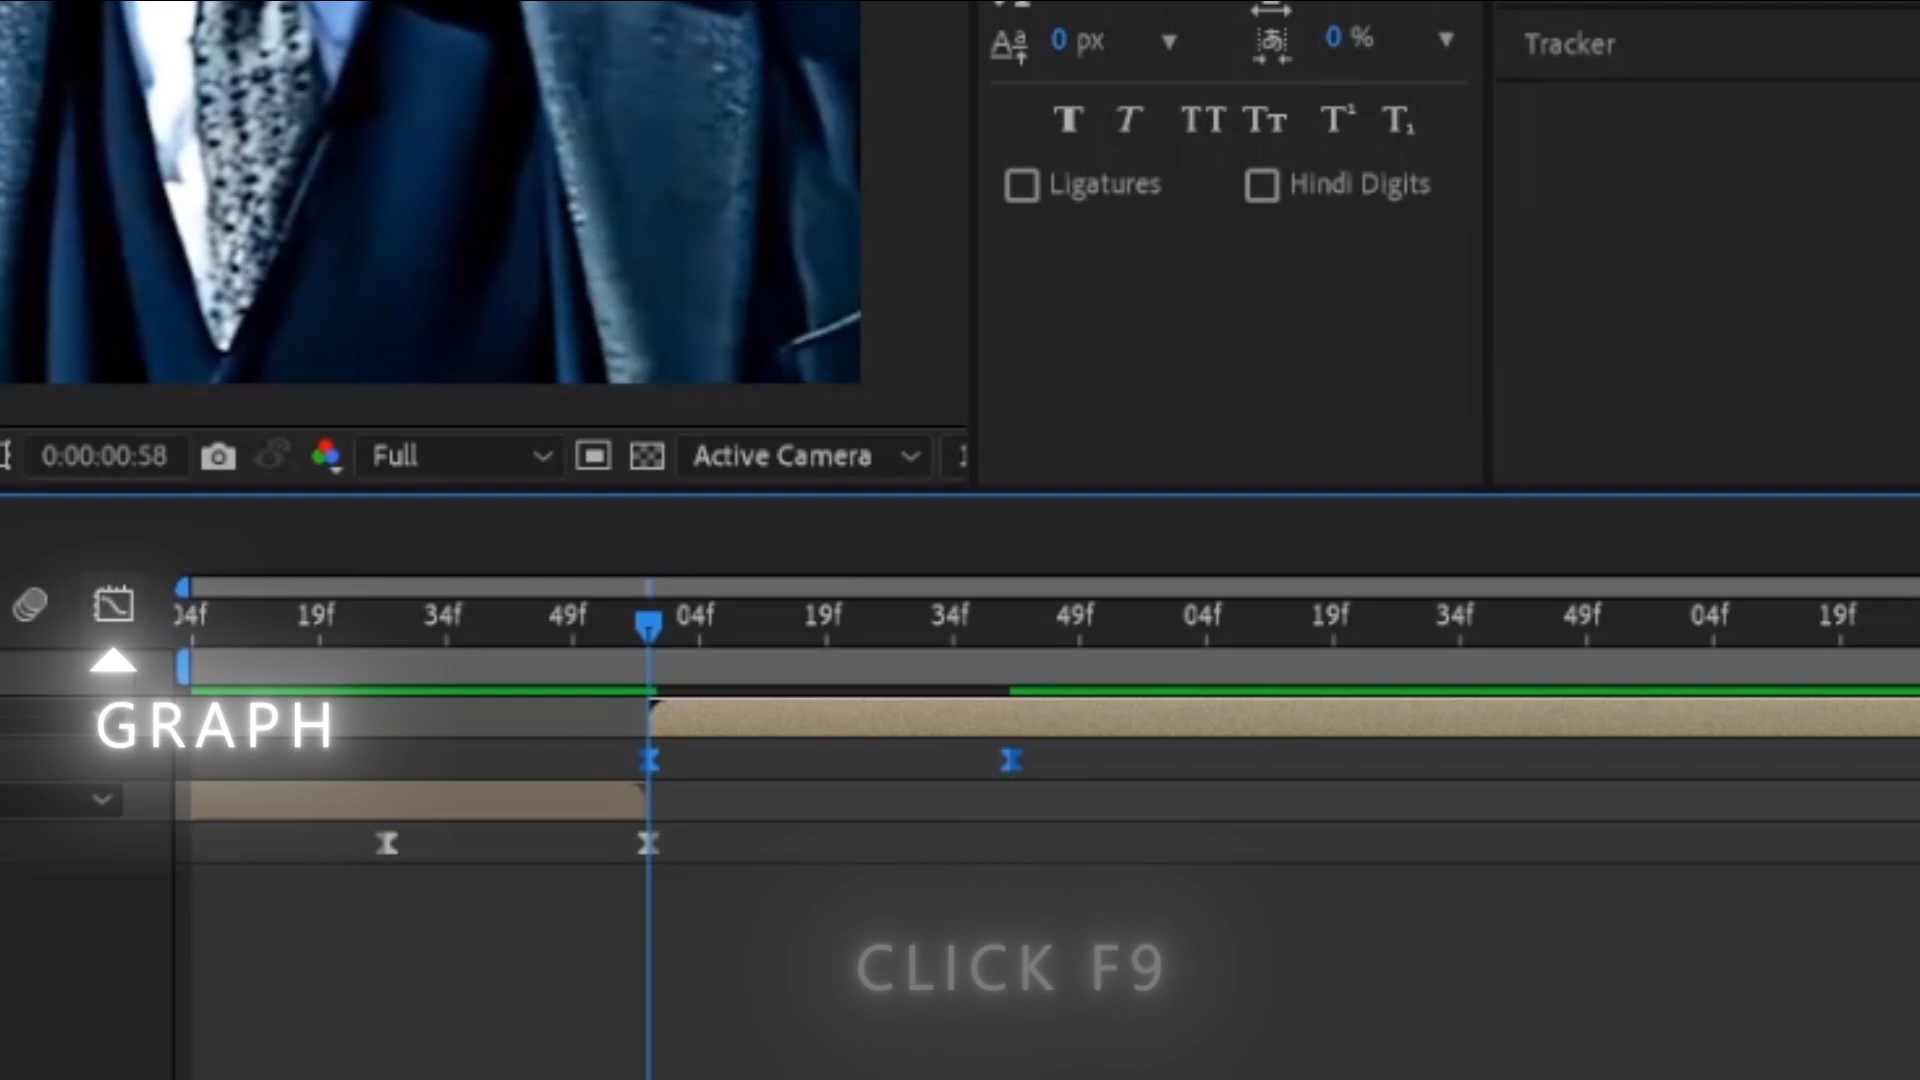 0 px
0 %
Tracker
T T TT Tт T¹ T₁
Ligatures
Hindi Digits
0:00:00:58
Full
Active Camera
04f 19f 34f 49f 04f 19f 34f 49f 04f 19f 34f 49f 04f 19f
GRAPH
CLICK F9